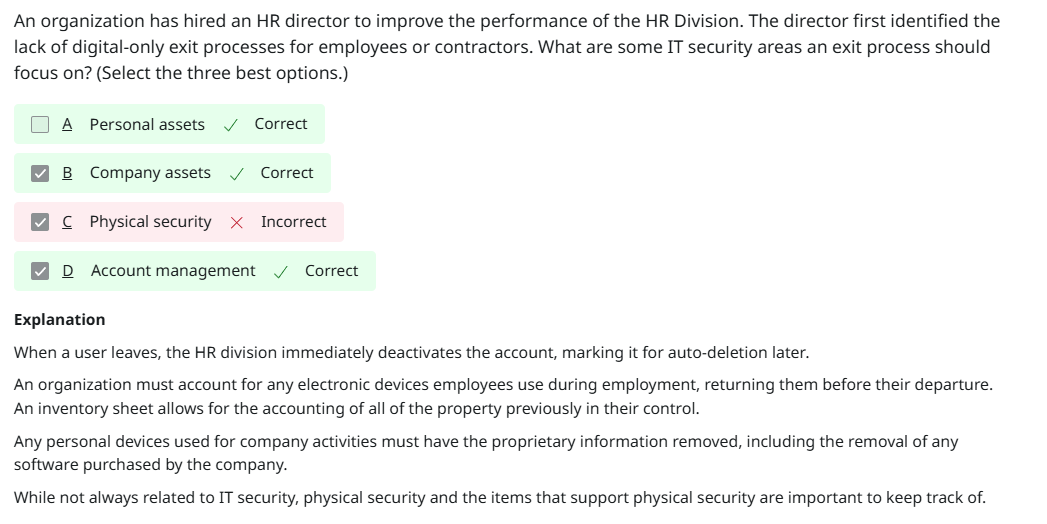 An organization has hired an HR director to improve the performance of the HR Division. The director first identified the
lack of digital-only exit processes for employees or contractors. What are some IT security areas an exit process should
focus on? (Select the three best options.)
A Personal assets ✓ Correct
B Company assets ✓ Correct
C Physical security ✕ Incorrect
D Account management ✓ Correct
Explanation
When a user leaves, the HR division immediately deactivates the account, marking it for auto-deletion later.
An organization must account for any electronic devices employees use during employment, returning them before their departure.
An inventory sheet allows for the accounting of all of the property previously in their control.
Any personal devices used for company activities must have the proprietary information removed, including the removal of any
software purchased by the company.
While not always related to IT security, physical security and the items that support physical security are important to keep track of.